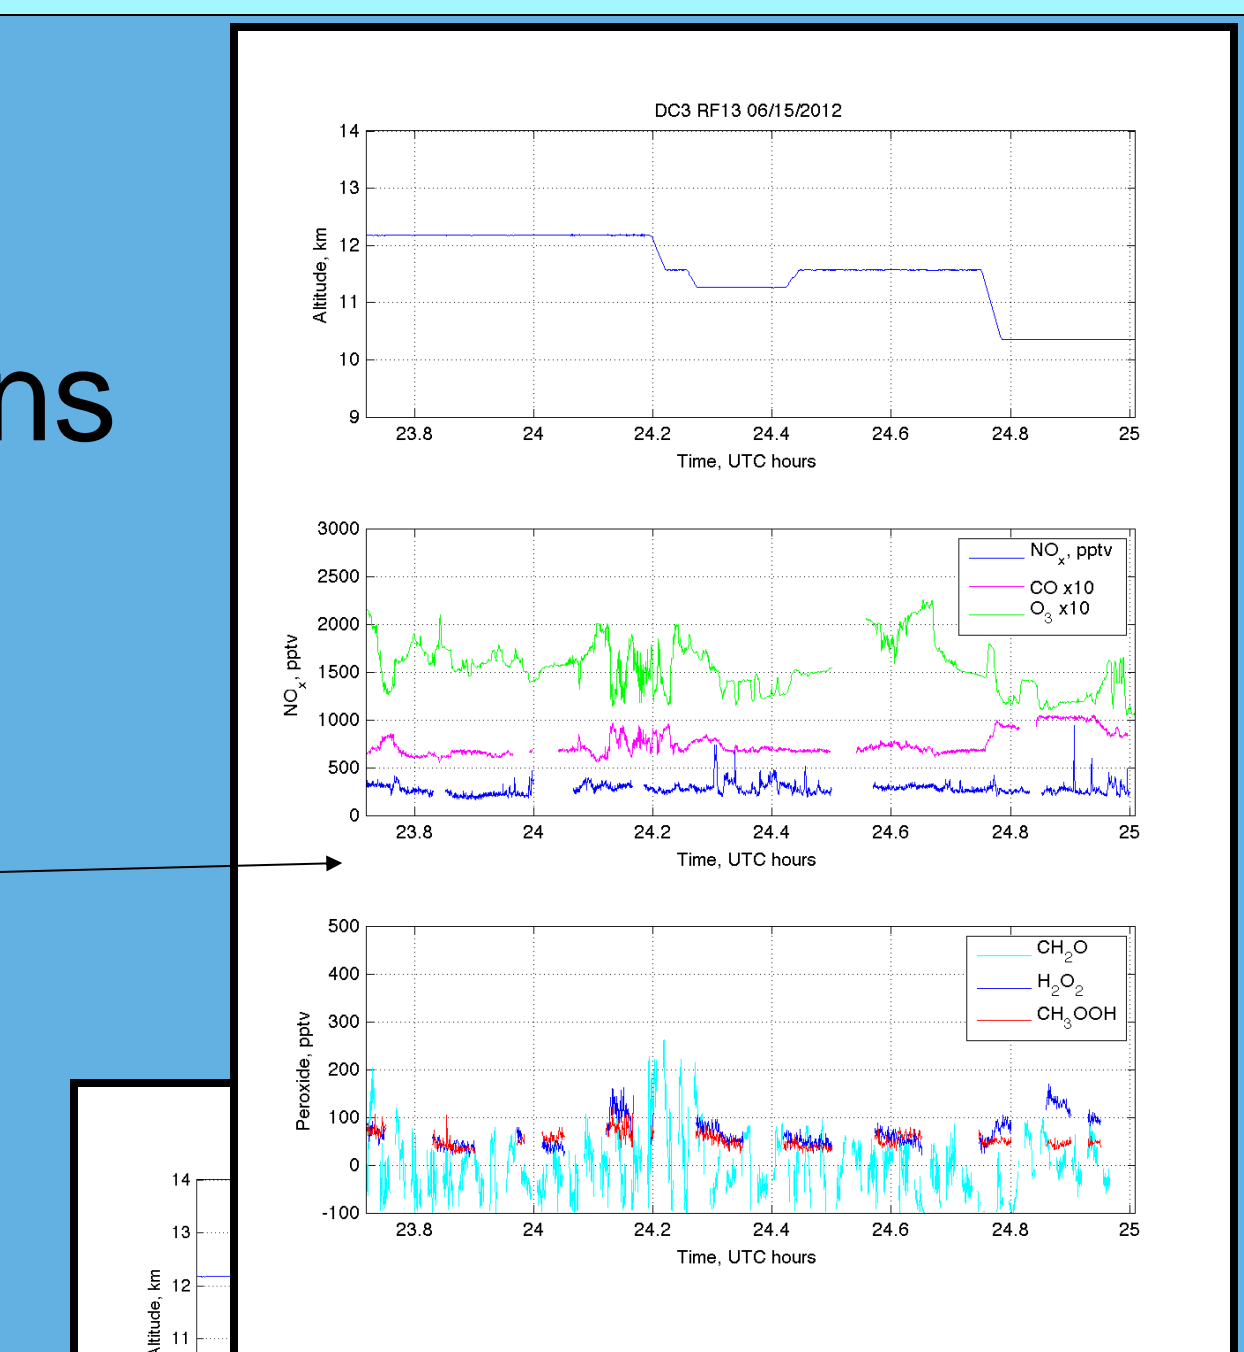 ns
DC3 RF13 06/15/2012
14
13
12
11
10
9
Altitude, km
23.8 24 24.2 24.4 24.6 24.8 25
Time, UTC hours
3000
2500
2000
1500
1000
500
0
NOx, pptv
NOx, pptv
CO x10
O3 x10
23.8 24 24.2 24.4 24.6 24.8 25
Time, UTC hours
500
400
300
200
100
0
-100
Peroxide, pptv
CH2O
H2O2
CH3OOH
23.8 24 24.2 24.4 24.6 24.8 25
Time, UTC hours
14
13
12
11
Altitude, km